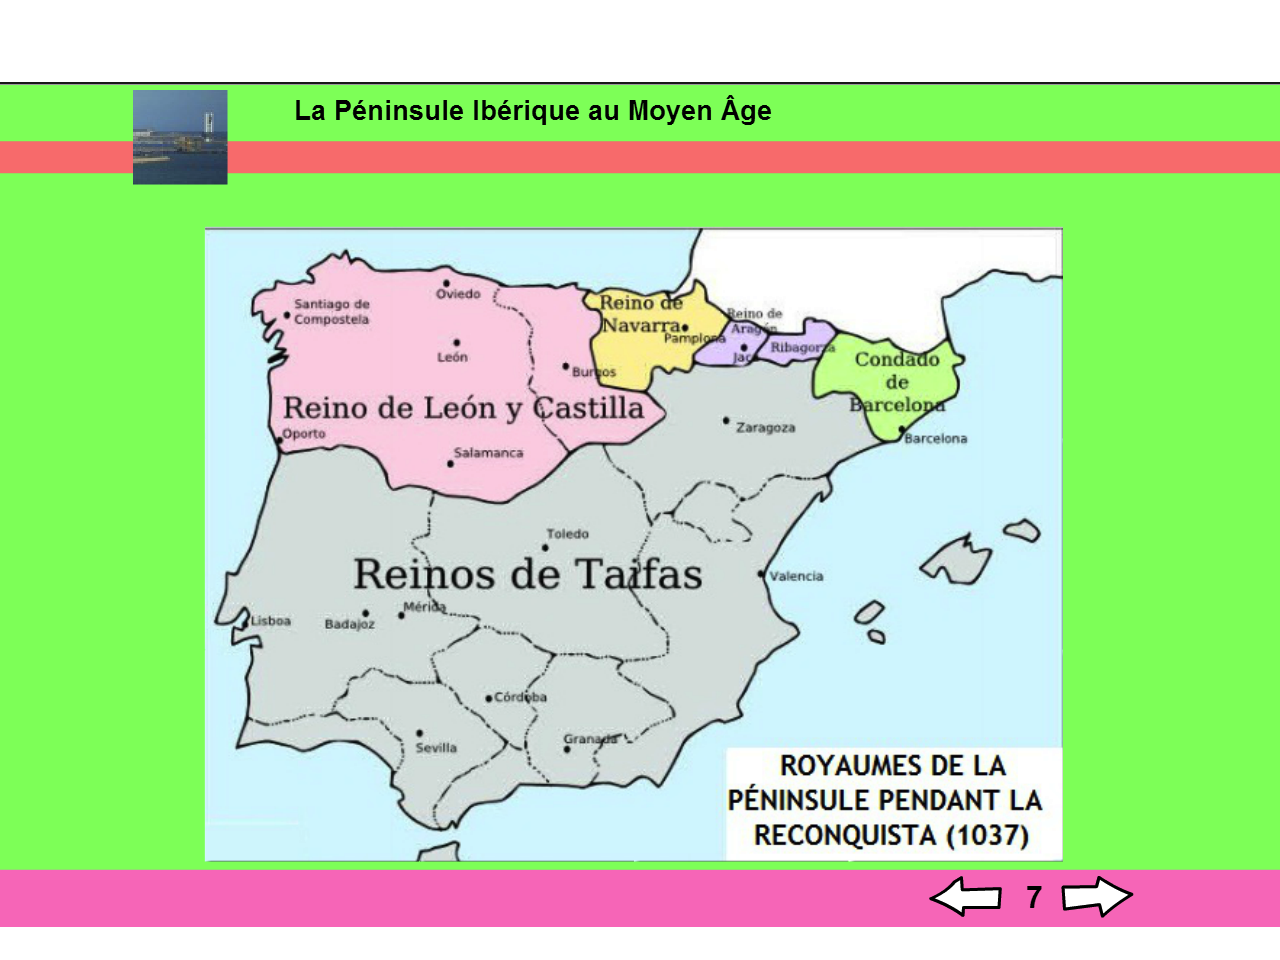 La Péninsule Ibérique au Moyen Âge
Oviedo
Santiago de
Compostela
León
Burgos
Reino de
Navarra
Pamplona
Reino de
Aragón
Jaca
Ribagorza
Condado
de
Barcelona
Barcelona
Reino de León y Castilla
Oporto
Salamanca
Zaragoza
Toledo
Reinos de Taifas
Valencia
Lisboa
Badajoz
Mérida
Córdoba
Sevilla
Granada
ROYAUMES DE LA
PÉNINSULE PENDANT LA
RECONQUISTA (1037)
7